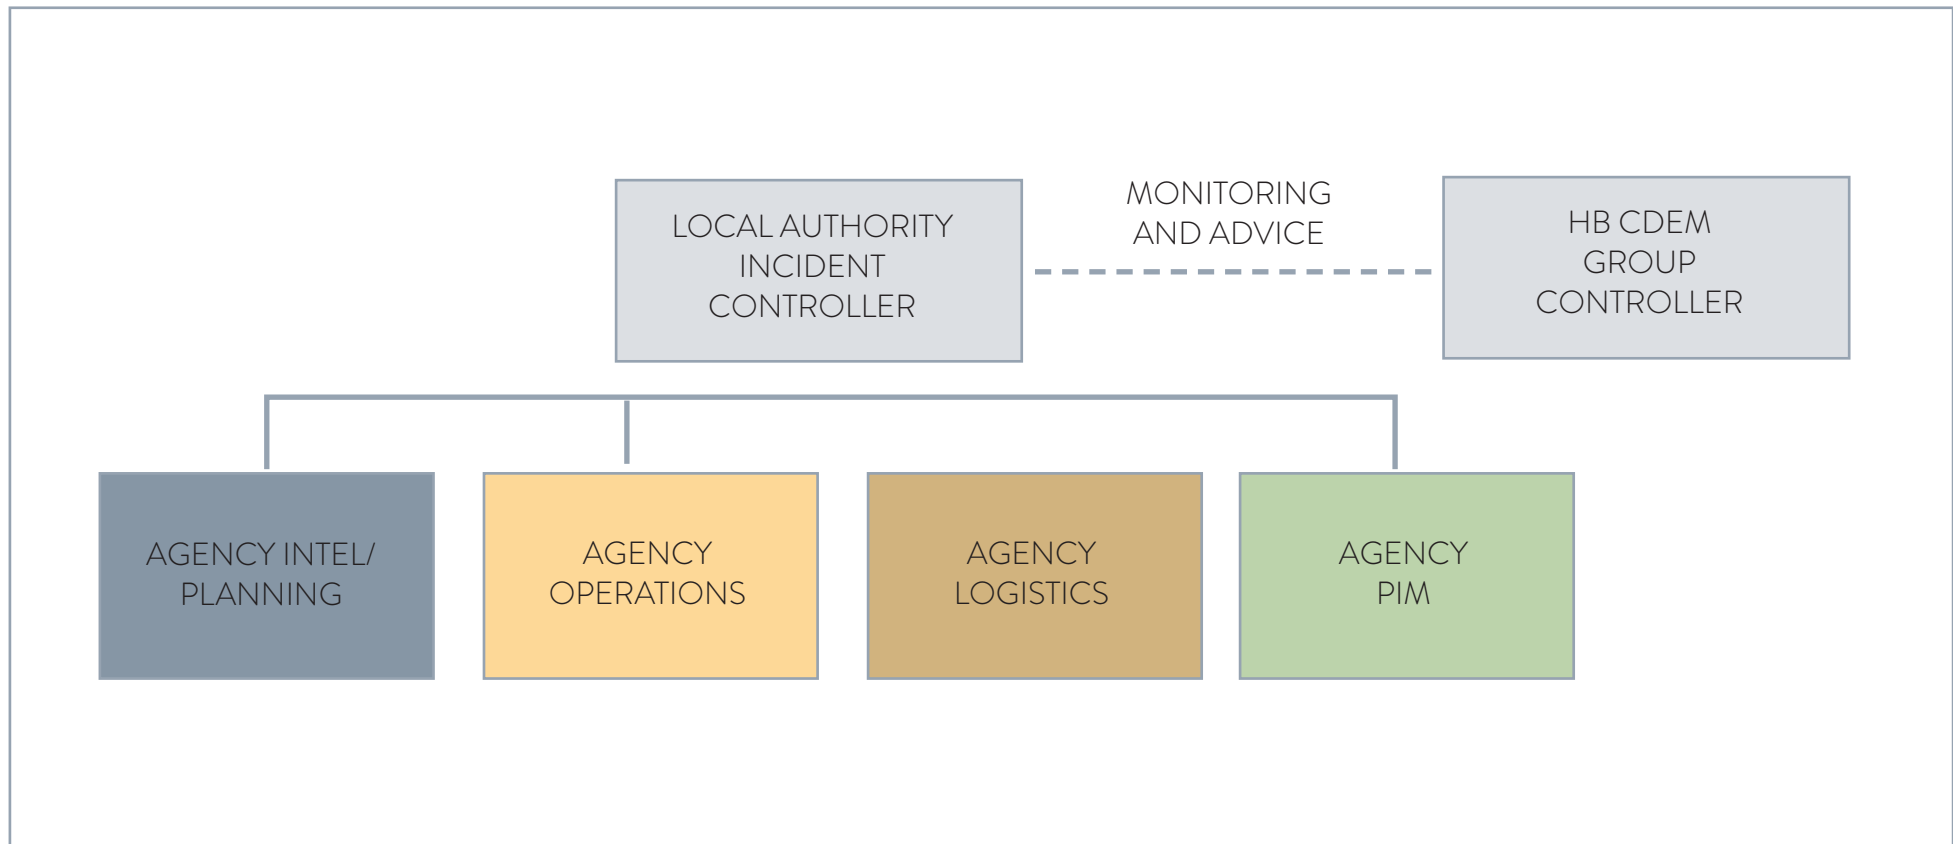 LOCAL AUTHORITY
INCIDENT
CONTROLLER
MONITORING
AND ADVICE
HB CDEM
GROUP
CONTROLLER
AGENCY INTEL/
PLANNING
AGENCY
OPERATIONS
AGENCY
LOGISTICS
AGENCY
PIM